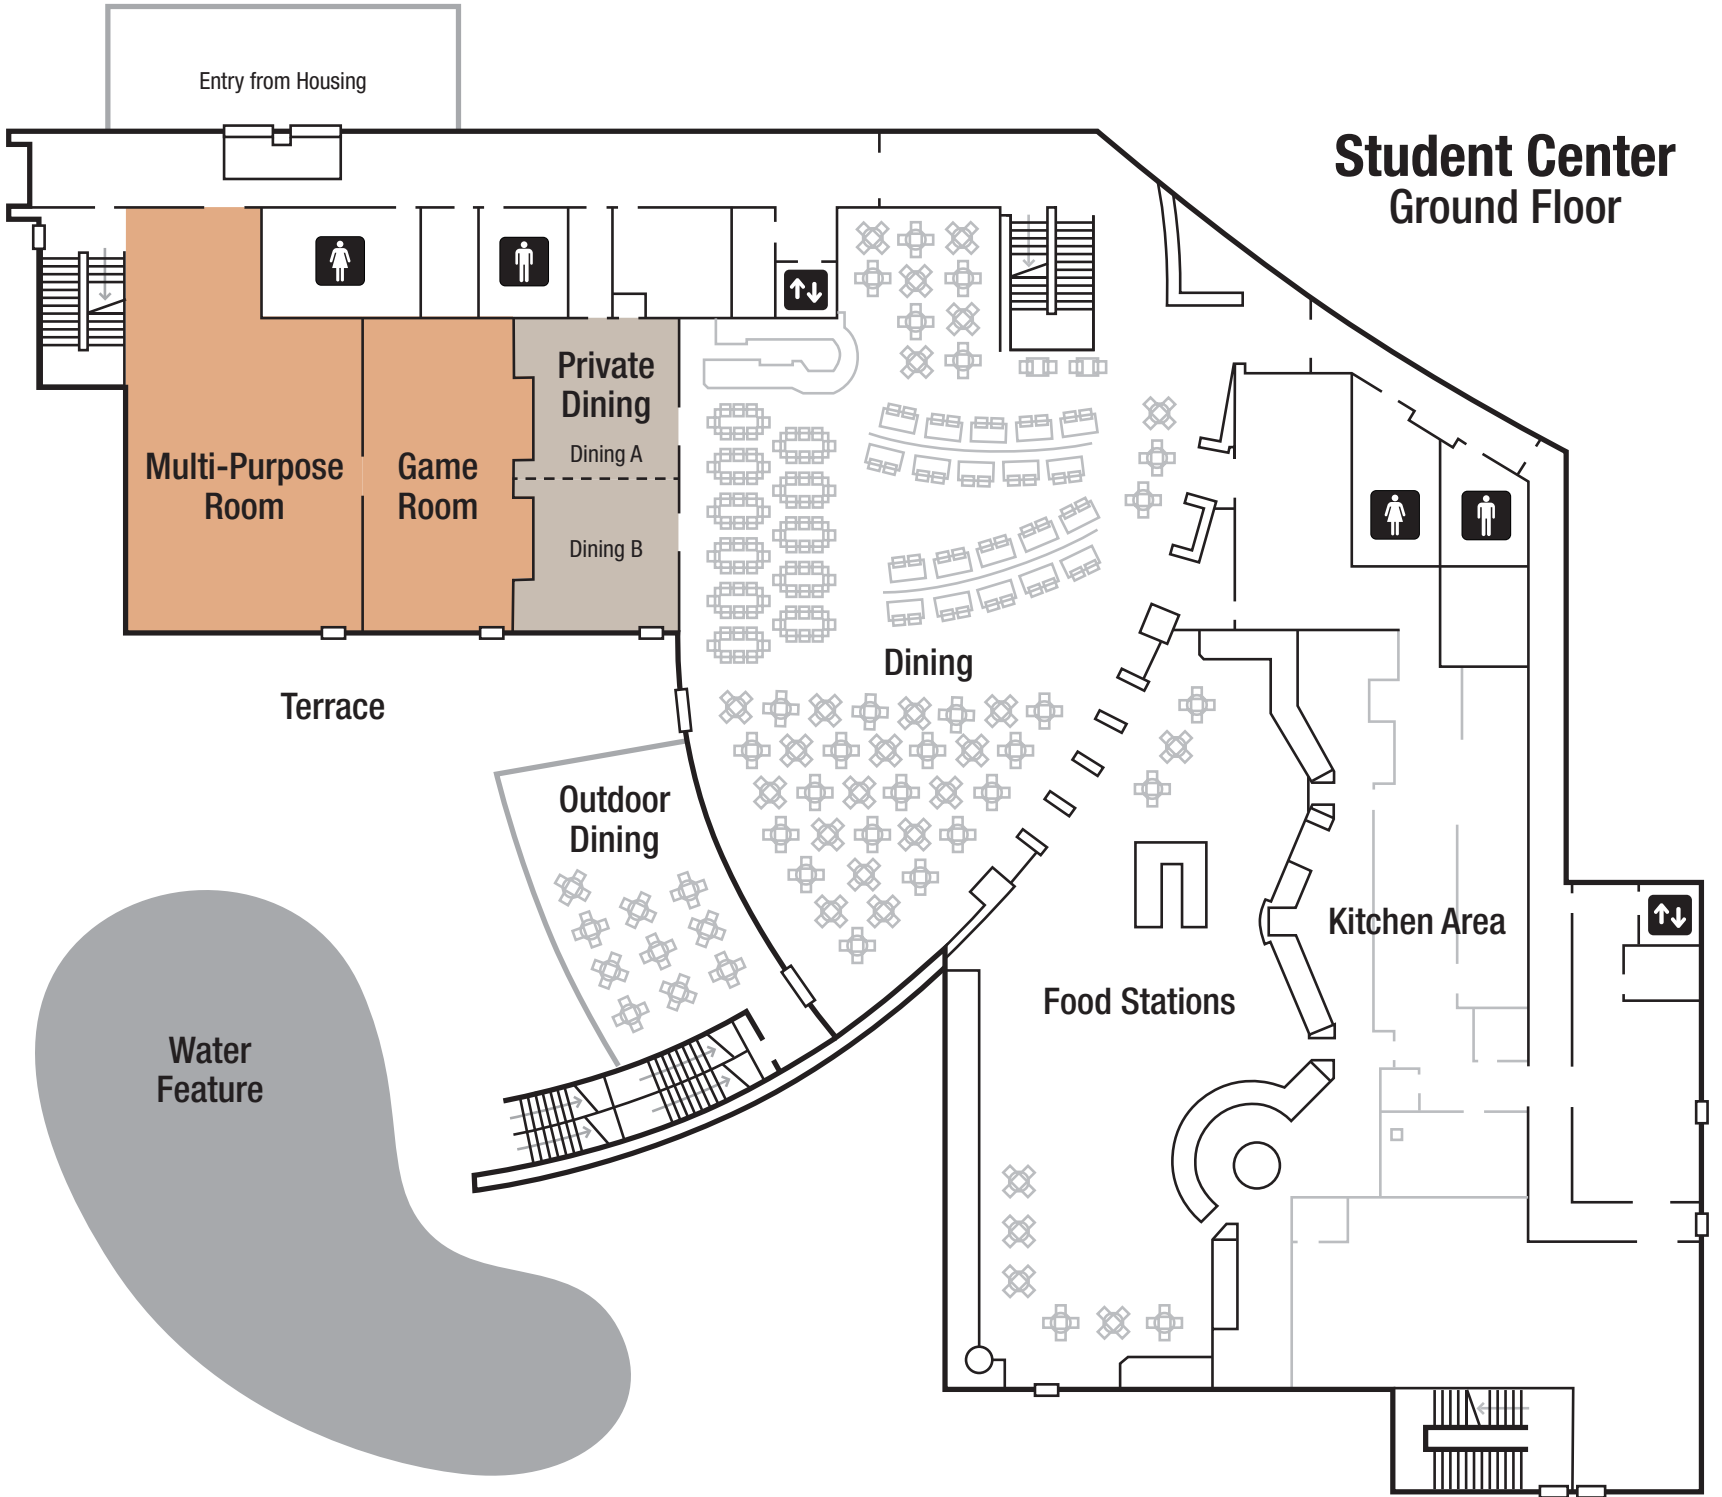 Entry from Housing
Student Center
Ground Floor
Private
Dining
Dining A
Multi-Purpose
Room
Game
Room
Dining B
Dining
Terrace
Outdoor
Dining
Kitchen Area
Food Stations
Water
Feature